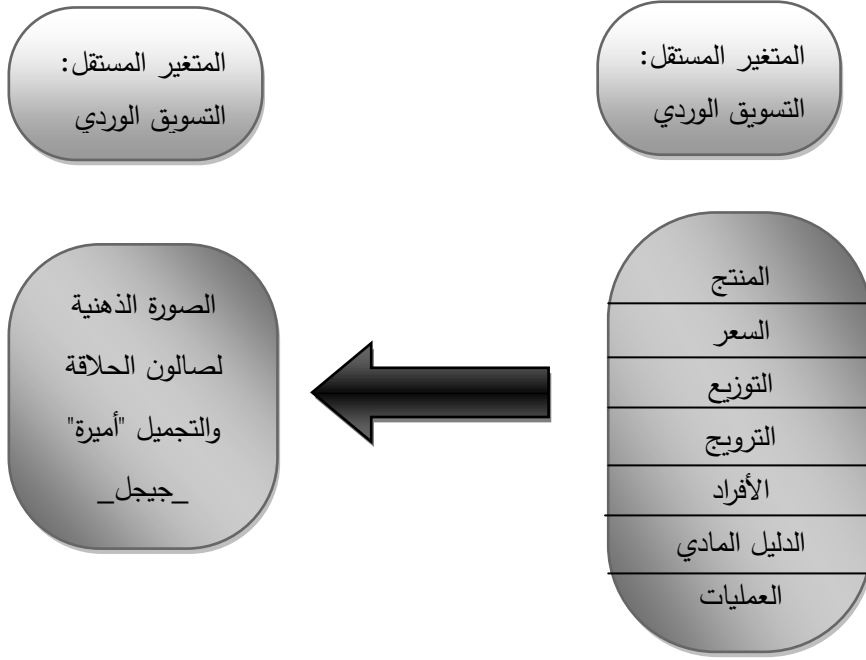 المتغير المستقل:
التسويق الوردي
المتغير المستقل:
التسويق الوردي
المنتج
السعر
التوزيع
الترويج
الأفراد
الدليل المادي
العمليات
الصورة الذهنية
لصالون الحلاقة
والتجميل "أميرة"
_جيجل_